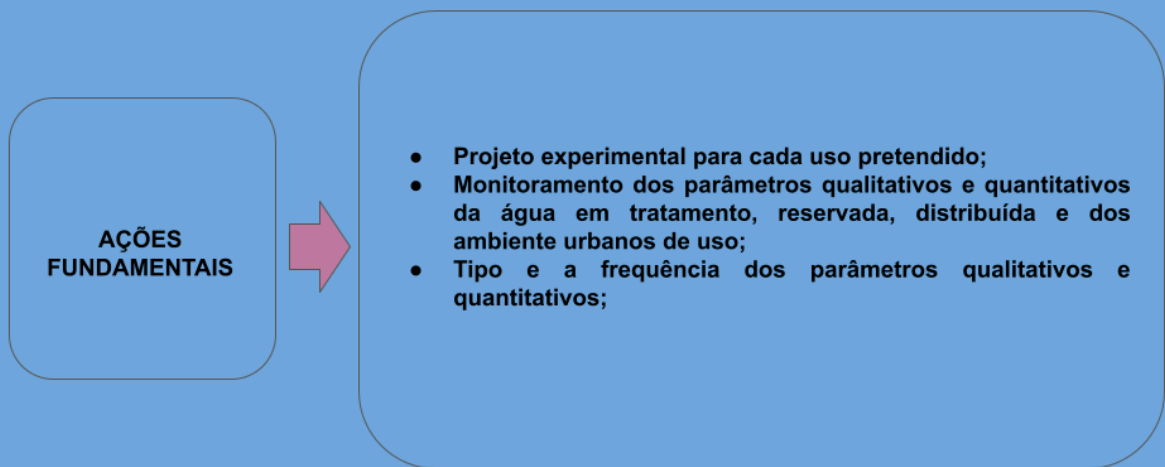 AÇÕES
FUNDAMENTAIS
● Projeto experimental para cada uso pretendido;
● Monitoramento dos parâmetros qualitativos e quantitativos
da água em tratamento, reservada, distribuída e dos
ambiente urbanos de uso;
● Tipo e a frequência dos parâmetros qualitativos e
quantitativos;